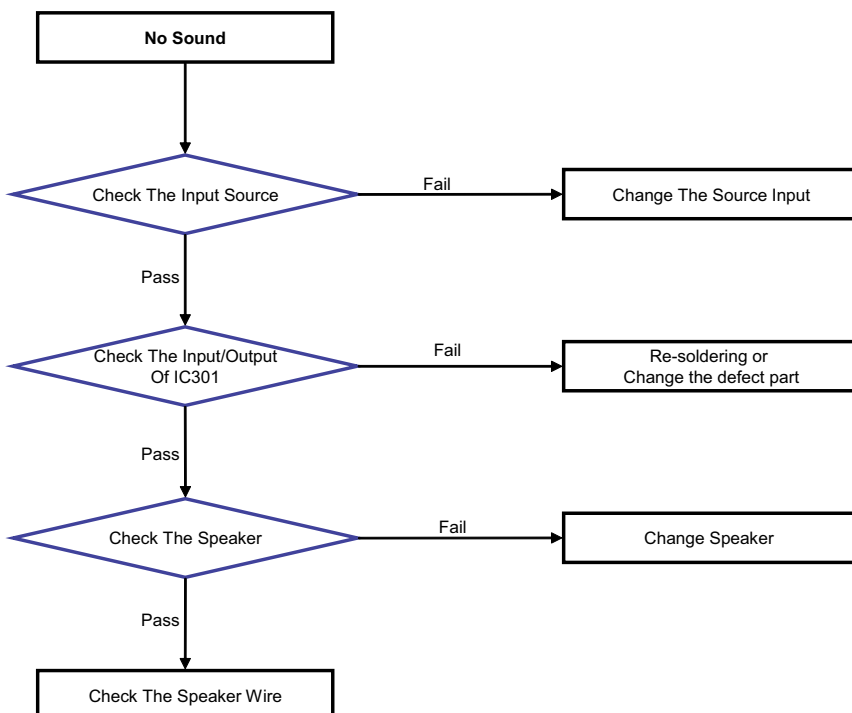 No Sound
Check The Input Source
Fail
Change The Source Input
Pass
Check The Input/Output
Of IC301
Fail
Re-soldering or
Change the defect part
Pass
Check The Speaker
Fail
Change Speaker
Pass
Check The Speaker Wire